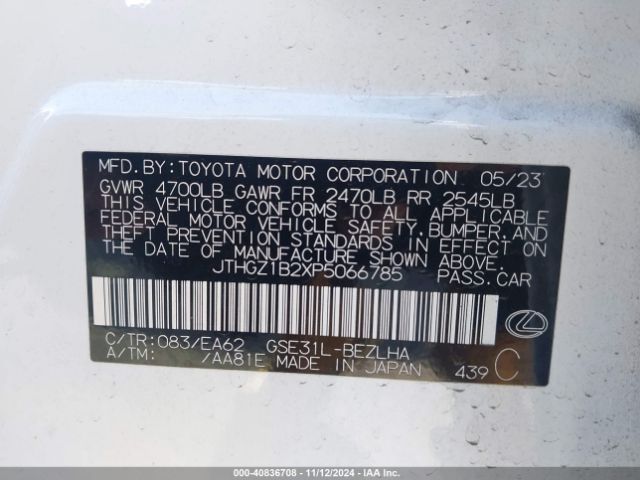 MFD.BY:TOYOTA MOTOR CORPORATION 05/23
GVWR 4700LB GAWR FR 2470LB RR 2545LB
THIS VEHICLE CONFORMS TO ALL APPLICABLE
FEDERAL MOTOR VEHICLE SAFETY,BUMPER,AND
THEFT PREVENTION STANDARDS IN EFFECT ON
THE DATE OF MANUFACTURE SHOWN ABOVE.
JTHGZ1B2XP5066785 PASS.CAR
C/TR:083/EA62 GSE31L-BEZLHA
A/TM: /AA81E MADE IN JAPAN 439 C
000-40836708 - 11/12/2024 - IAA Inc.